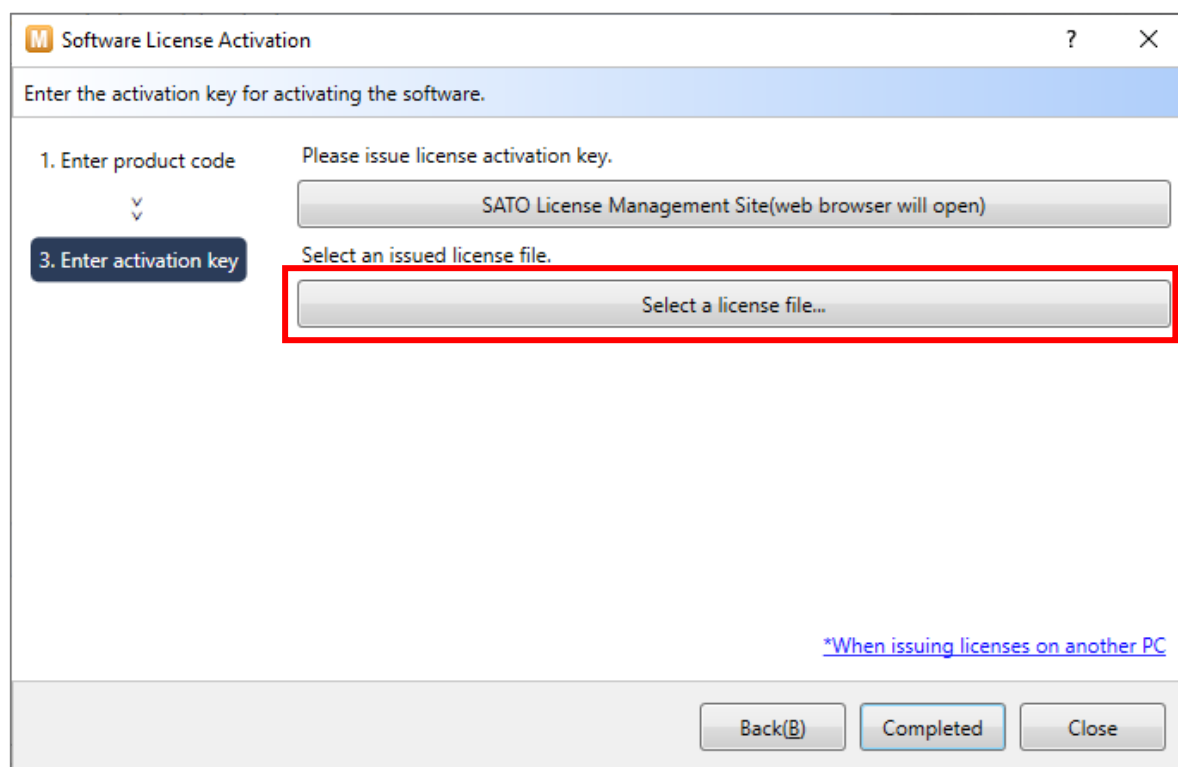 M Software License Activation ?
Enter the activation key for activating the software.
1. Enter product code
Please issue license activation key.
SATO License Management Site(web browser will open)
3. Enter activation key
Select an issued license file.
Select a license file...
*When issuing licenses on another PC
Back(B) Completed Close